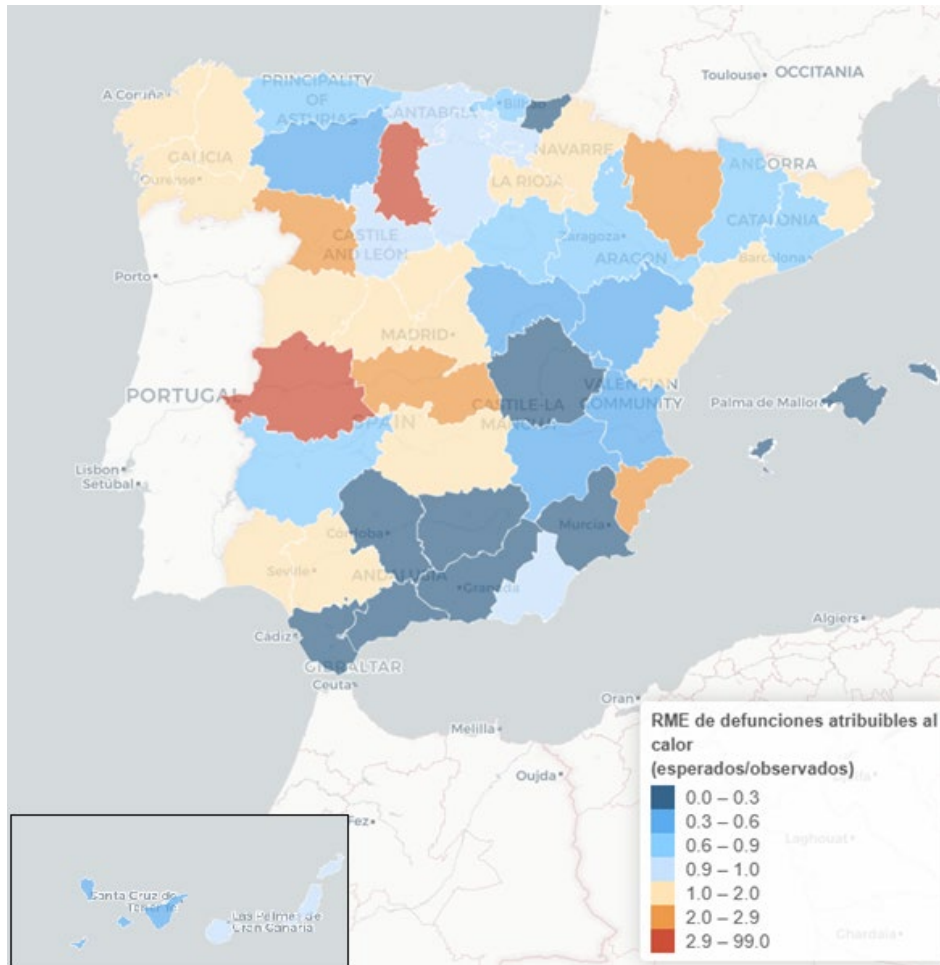 Toulouse
OCCITANIA
A Coruña
PRINCIPALITY
OF
ASTURIAS
CANTABRIA
Bilbao
GALICIA
Ourense
NAVARRE
LA RIOJA
ANDORRA
CASTILE
AND LEÓN
Zaragoza
ARAGON
CATALONIA
Barcelona
Porto
MADRID
PORTUGAL
SPAIN
CASTILE-LA
MANCHA
VALENCIAN
COMMUNITY
Palma de Mallorca
Lisbon
Setúbal
Córdoba
Murcia
Seville
ANDALUSIA
Granada
Cádiz
GIBRALTAR
Ceuta
Algiers
Oran
Melilla
Oujda
Fez
RME de defunciones atribuibles al
calor
(esperados/observados)
0.0 – 0.3
0.3 – 0.6
0.6 – 0.9
0.9 – 1.0
1.0 – 2.0
2.0 – 2.9
2.9 – 99.0
Laghouat
Ghardaia
Santa Cruz de
Tenerife
Las Palmas de
Gran Canaria